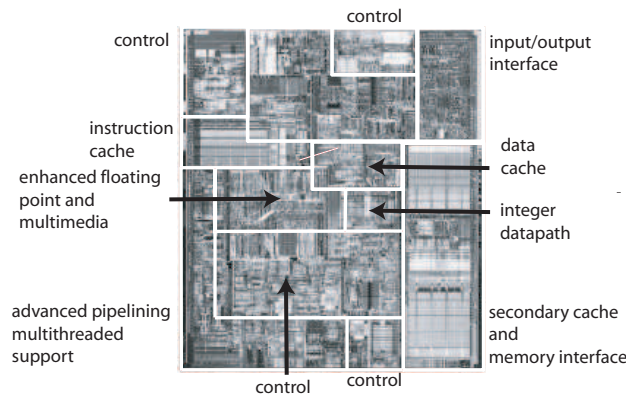 control
control
input/output
interface
instruction
cache
data
cache
enhanced floating
point and
multimedia
integer
datapath
advanced pipelining
multithreaded
support
secondary cache
and
memory interface
control
control